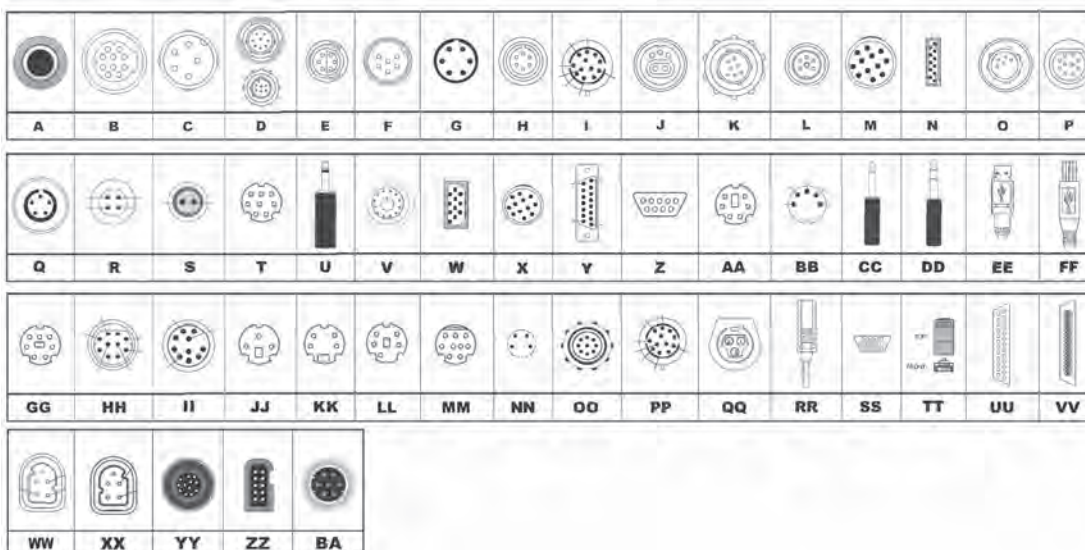 A B C D E F G H I J K L M N O P
Q R S T U V W X Y Z AA BB CC DD EE FF
GG HH II JJ KK LL MM NN OO PP QQ RR SS TT UU VV
WW XX YY ZZ BA